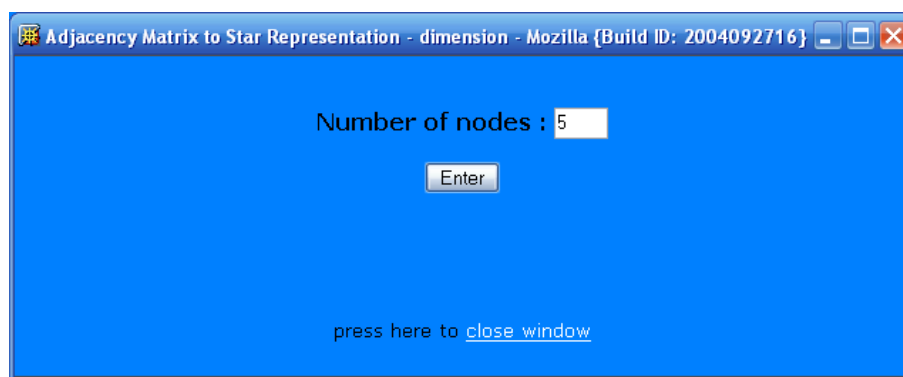 Adjacency Matrix to Star Representation - dimension - Mozilla {Build ID: 2004092716}
Number of nodes : 5
Enter
press here to close window